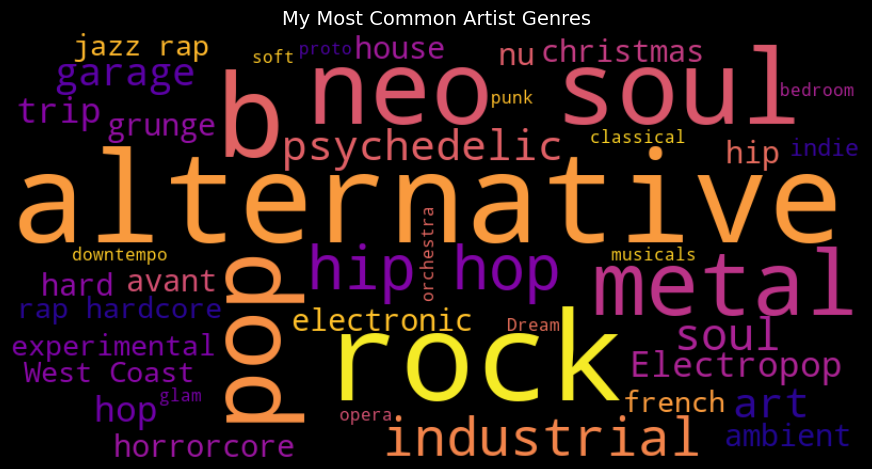 My Most Common Artist Genres
jazz rap
soft
proto
house
nu
christmas
garage
b
neo soul
bedroom
trip
grunge
punk
psychedelic
classical
hip
indie
alternative
downtempo
orchestra
musicals
hard
avant
pop
hip hop
metal
rap hardcore
electronic
Dream
rock
soul
experimental
West Coast
Electropop
hop
glam
opera
french
art
horrorcore
industrial
ambient